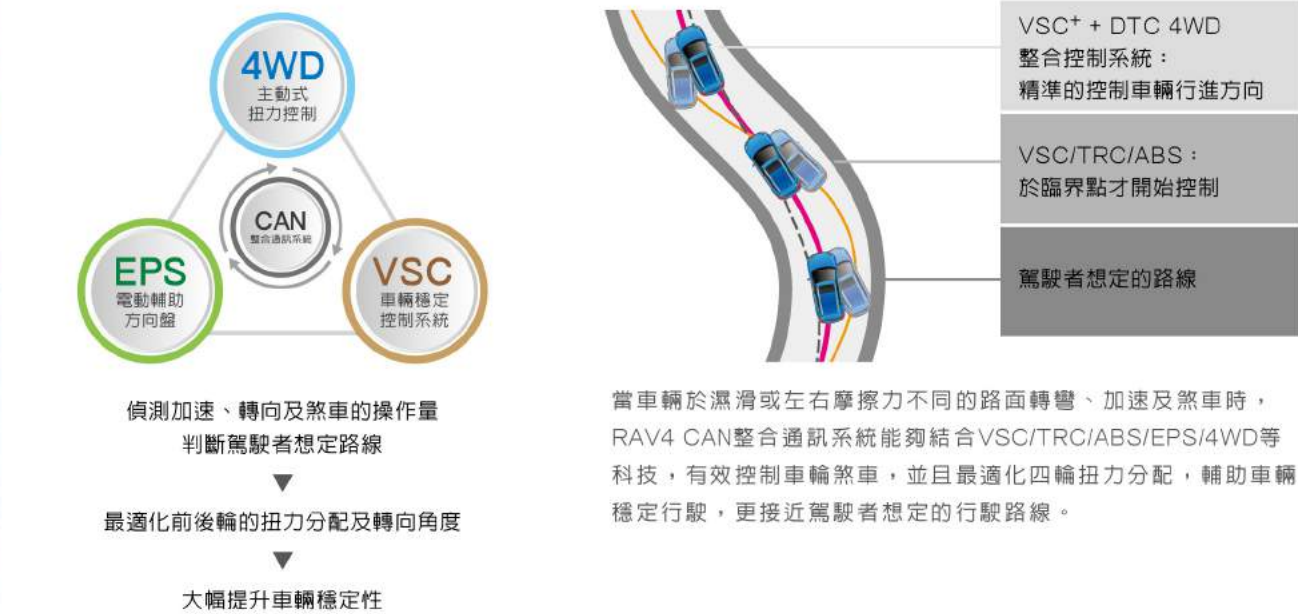 4WD
主動式
扭力控制
CAN
整合通訊系統
EPS
電動輔助
方向盤
VSC
車輛穩定
控制系統
偵測加速、轉向及煞車的操作量
判斷駕駛者想定路線
▼
最適化前後輪的扭力分配及轉向角度
▼
大幅提升車輛穩定性
VSC⁺ + DTC 4WD
整合控制系統：
精準的控制車輛行進方向
VSC/TRC/ABS：
於臨界點才開始控制
駕駛者想定的路線
當車輛於濕滑或左右摩擦力不同的路面轉彎、加速及煞車時，
RAV4 CAN整合通訊系統能夠結合VSC/TRC/ABS/EPS/4WD等
科技，有效控制車輪煞車，並且最適化四輪扭力分配，輔助車輛
穩定行駛，更接近駕駛者想定的行駛路線。